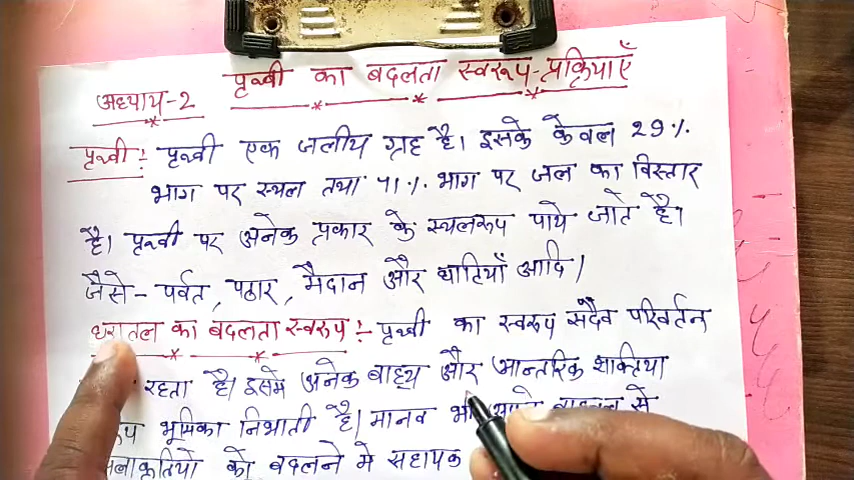 अध्याय-2 पृथ्वी का बदलता स्वरूप-प्रक्रियाएँ
पृथ्वी:- पृथ्वी एक जलीय ग्रह है। इसके केवल 29%
भाग पर स्थल तथा 71% भाग पर जल का विस्तार
है। पृथ्वी पर अनेक प्रकार के स्थलरूप पाये जाते है।
जैसे- पर्वत, पठार, मैदान और घाटियाँ आदि।
धरातल का बदलता स्वरूप:- पृथ्वी का स्वरूप सदैव परिवर्तन
रहता है। इसमें अनेक बाह्य और आन्तरिक शक्तिया
भूमिका निभाती है। मानव से
को बदलने मे सहायक